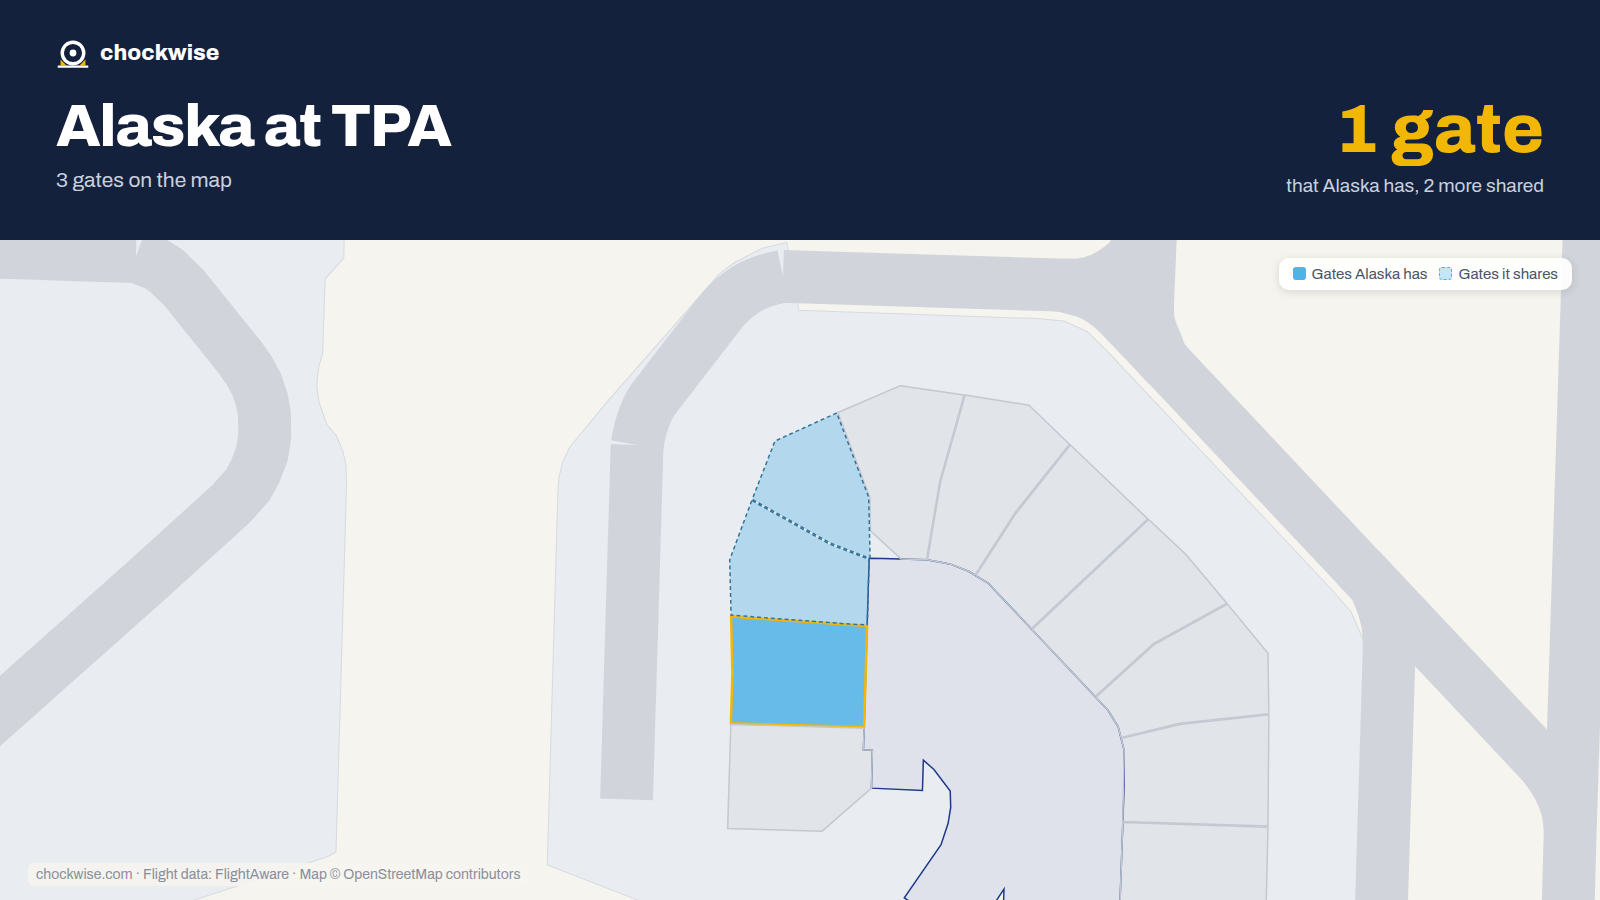 chockwise
Alaska at TPA
3 gates on the map
1 gate
that Alaska has, 2 more shared
Gates Alaska has
Gates it shares
chockwise.com · Flight data: FlightAware · Map © OpenStreetMap contributors